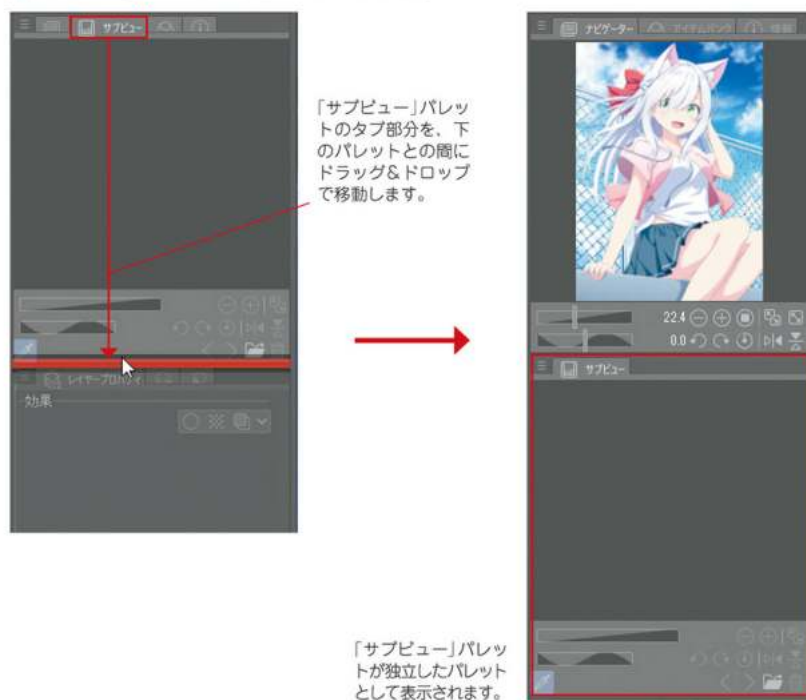 サブビュー
「サブビュー」パレッ
トのタブ部分を、下
のパレットとの間に
ドラッグ&ドロップ
で移動します。
レイヤープロパティ
効果
ナビゲーター
アイテムバンク
情報
22.4
0.0
サブビュー
「サブビュー」パレッ
トが独立したパレット
として表示されます。